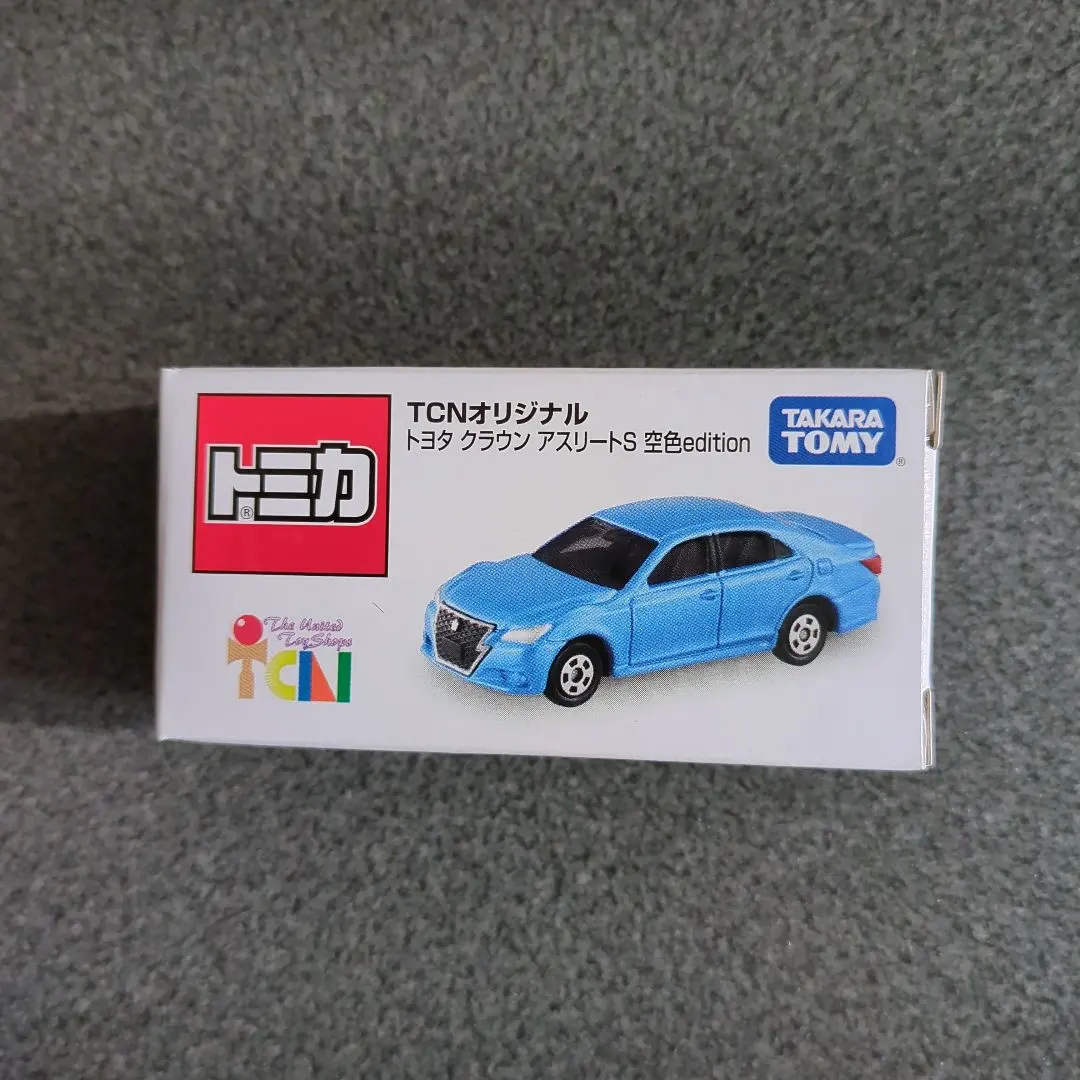 トミカ
®
TCNオリジナル
トヨタ クラウン アスリートS 空色edition
TAKARA
TOMY
®
The United
ToyShops
TCN